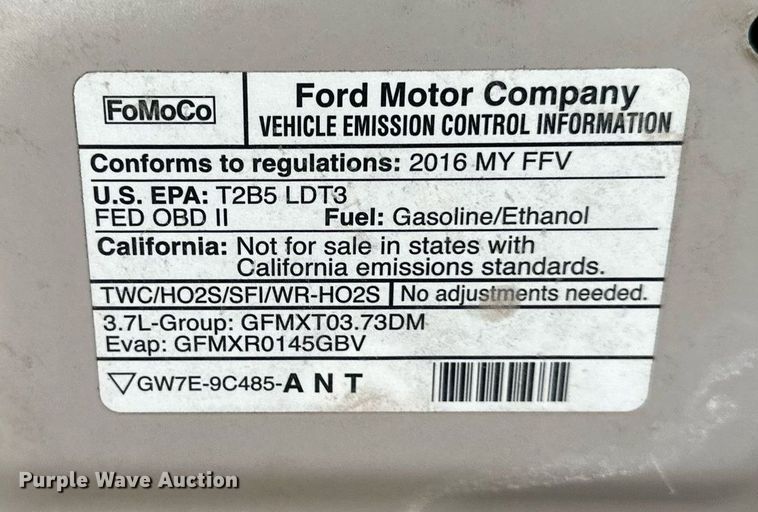 FoMoCo
Ford Motor Company
VEHICLE EMISSION CONTROL INFORMATION
Conforms to regulations: 2016 MY FFV
U.S. EPA: T2B5 LDT3
FED OBD II Fuel: Gasoline/Ethanol
California: Not for sale in states with
California emissions standards.
TWC/HO2S/SFI/WR-HO2S No adjustments needed.
3.7L-Group: GFMXT03.73DM
Evap: GFMXR0145GBV
GW7E-9C485-A N T
Purple Wave Auction